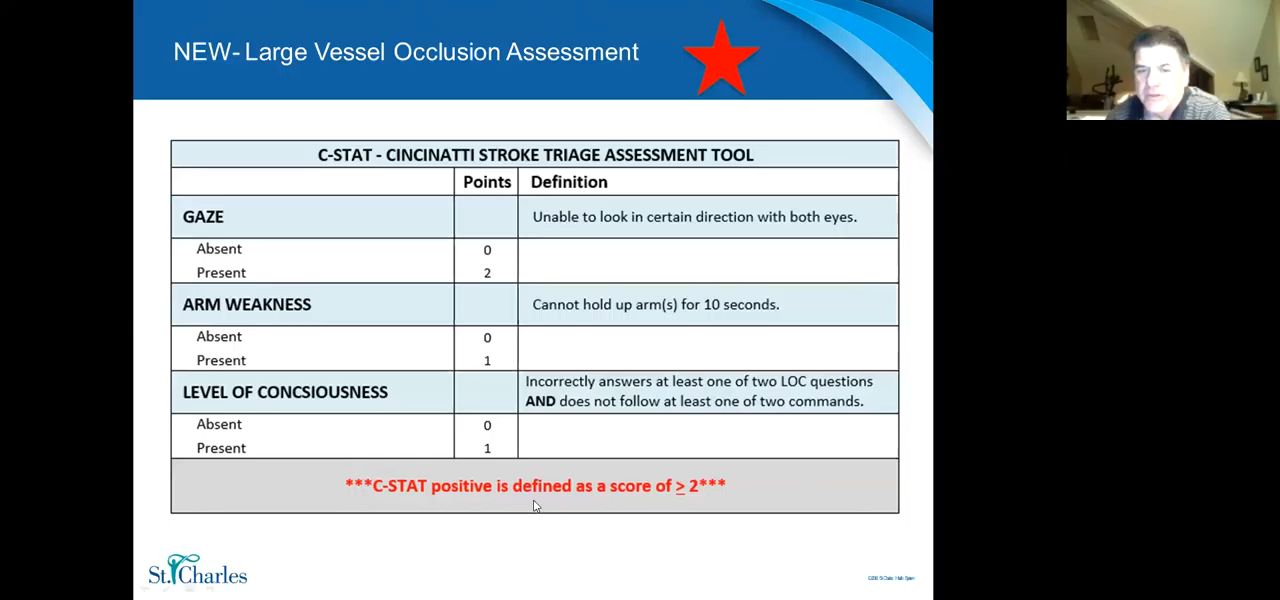 NEW- Large Vessel Occlusion Assessment
C-STAT - CINCINATTI STROKE TRIAGE ASSESSMENT TOOL
Points Definition
GAZE Unable to look in certain direction with both eyes.
Absent 0
Present 2
ARM WEAKNESS Cannot hold up arm(s) for 10 seconds.
Absent 0
Present 1
Incorrectly answers at least one of two LOC questions
LEVEL OF CONCSIOUSNESS
AND does not follow at least one of two commands.
Absent 0
Present 1
***C-STAT positive is defined as a score of ≥ 2***
St. Charles